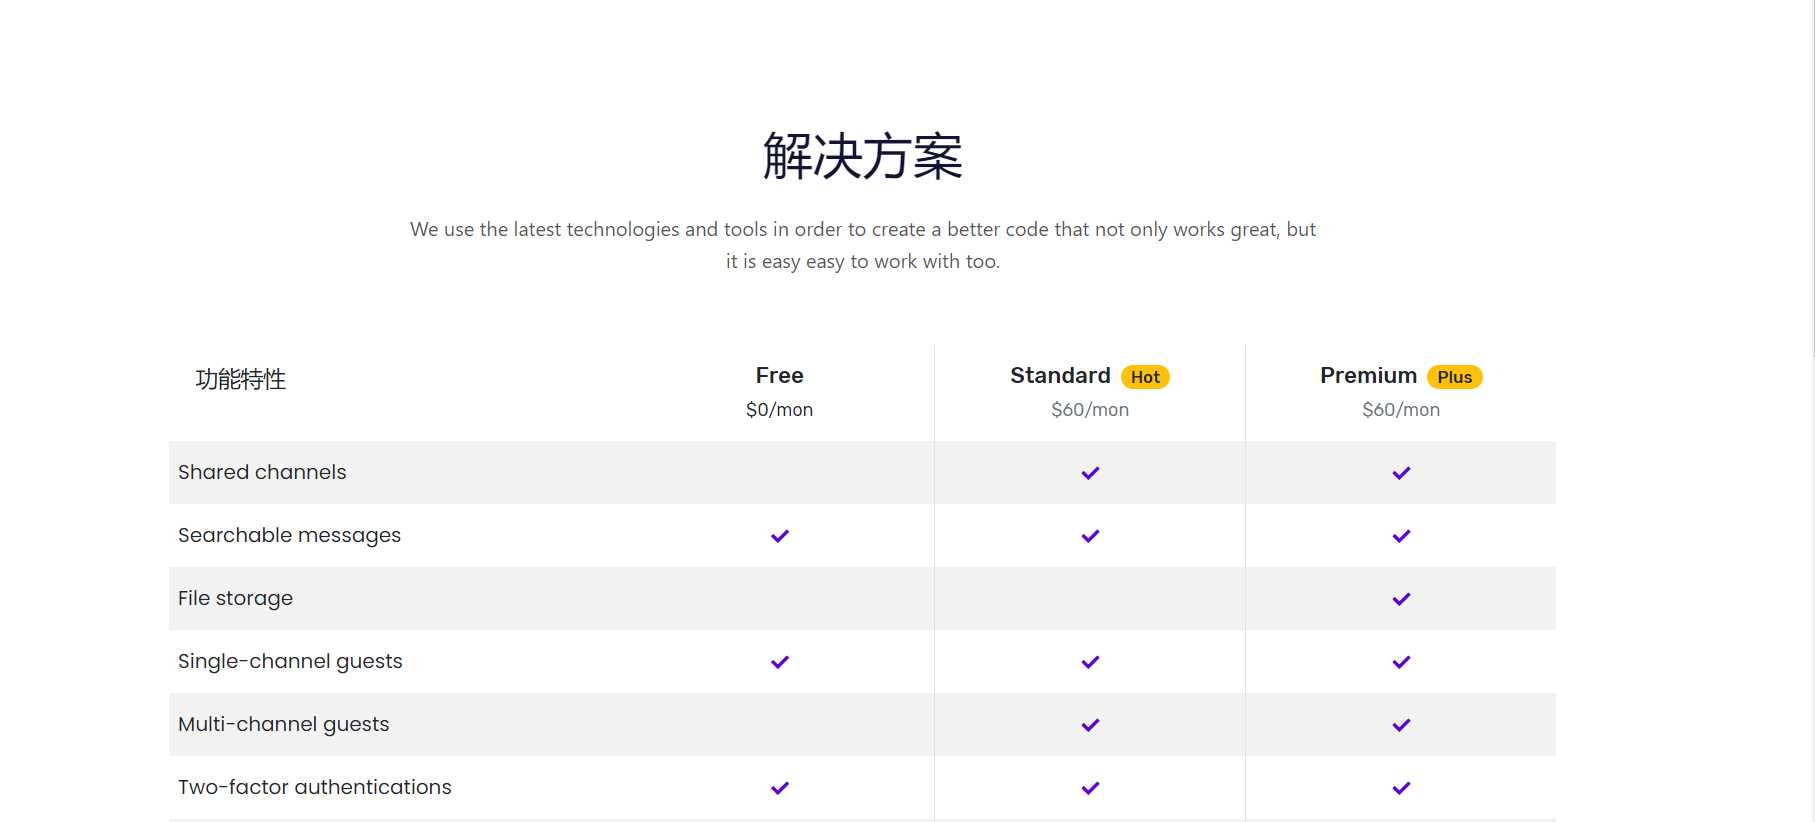 解决方案
We use the latest technologies and tools in order to create a better code that not only works great, but
it is easy easy to work with too.
功能特性
Free
$0/mon
Standard Hot
$60/mon
Premium Plus
$60/mon
Shared channels
Searchable messages
File storage
Single-channel guests
Multi-channel guests
Two-factor authentications